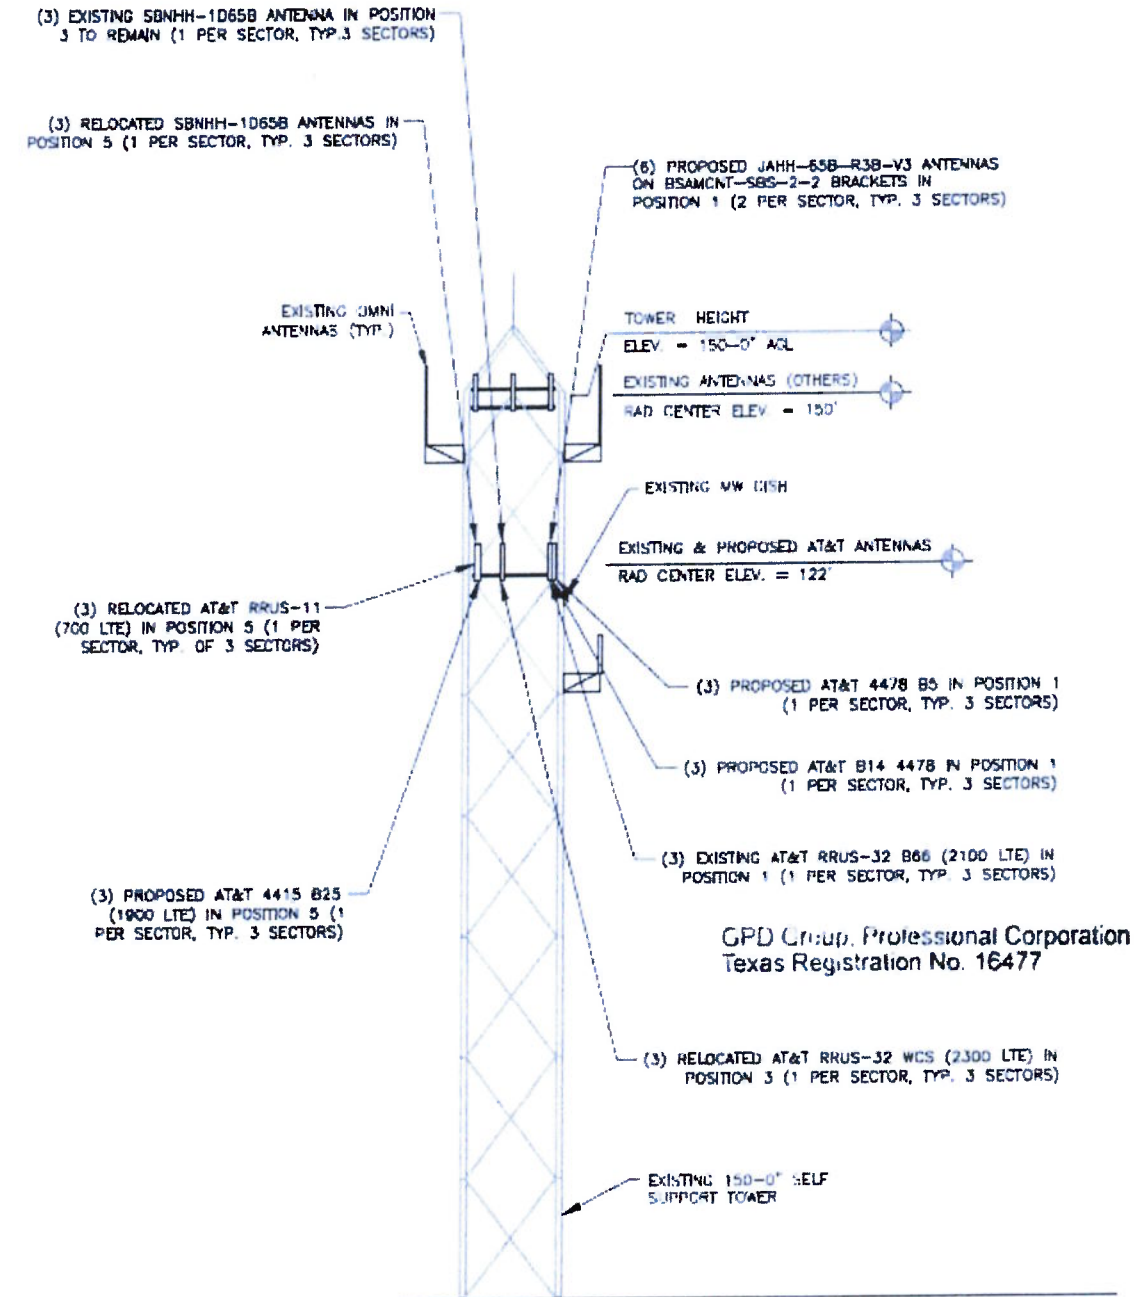 (3) EXISTING SBNHH-1D65B ANTENNA IN POSITION
3 TO REMAIN (1 PER SECTOR, TYP.3 SECTORS)
(3) RELOCATED SBNHH-1D65B ANTENNAS IN
POSITION 5 (1 PER SECTOR, TYP. 3 SECTORS)
(6) PROPOSED JAHH-65B-R3B-V3 ANTENNAS
ON BSAMCNT-SBS-2-2 BRACKETS IN
POSITION 1 (2 PER SECTOR, TYP. 3 SECTORS)
EXISTING OMNI
ANTENNAS (TYP.)
TOWER HEIGHT
ELEV. = 150-0" AGL
EXISTING ANTENNAS (OTHERS)
RAD CENTER ELEV. = 150'
EXISTING MW DISH
EXISTING & PROPOSED AT&T ANTENNAS
RAD CENTER ELEV. = 122'
(3) RELOCATED AT&T RRUS-11
(700 LTE) IN POSITION 5 (1 PER
SECTOR, TYP. OF 3 SECTORS)
(3) PROPOSED AT&T 4478 B5 IN POSITION 1
(1 PER SECTOR, TYP. 3 SECTORS)
(3) PROPOSED AT&T B14 4478 IN POSITION 1
(1 PER SECTOR, TYP. 3 SECTORS)
(3) EXISTING AT&T RRUS-32 B66 (2100 LTE) IN
POSITION 1 (1 PER SECTOR, TYP. 3 SECTORS)
(3) PROPOSED AT&T 4415 B25
(1900 LTE) IN POSITION 5 (1
PER SECTOR, TYP. 3 SECTORS)
GPD Group, Professional Corporation
Texas Registration No. 16477
(3) RELOCATED AT&T RRUS-32 WCS (2300 LTE) IN
POSITION 3 (1 PER SECTOR, TYP. 3 SECTORS)
EXISTING 150-0" SELF
SUPPORT TOWER